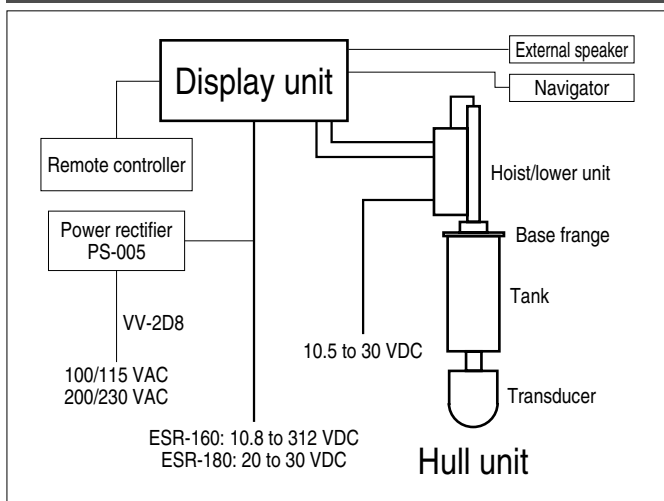 External speaker
Display unit
Navigator
Remote controller
Hoist/lower unit
Power rectifier
PS-005
Base frange
Tank
VV-2D8
10.5 to 30 VDC
100/115 VAC
200/230 VAC
Transducer
ESR-160: 10.8 to 312 VDC
ESR-180: 20 to 30 VDC
Hull unit